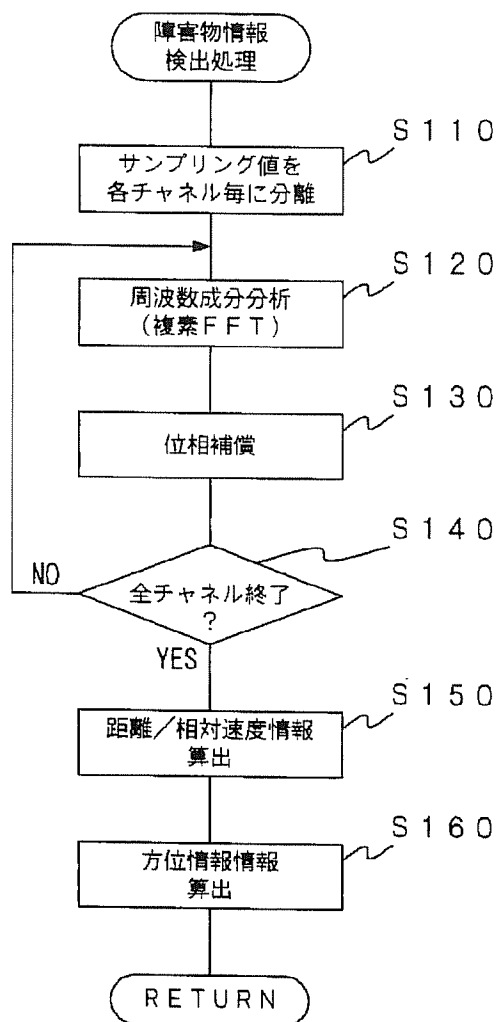 障害物情報
検出処理
S110
サンプリング値を
各チャネル毎に分離
S120
周波数成分分析
(複素FFT)
S130
位相補償
S140
NO
全チャネル終了
?
YES
S150
距離/相対速度情報
算出
S160
方位情報情報
算出
RETURN